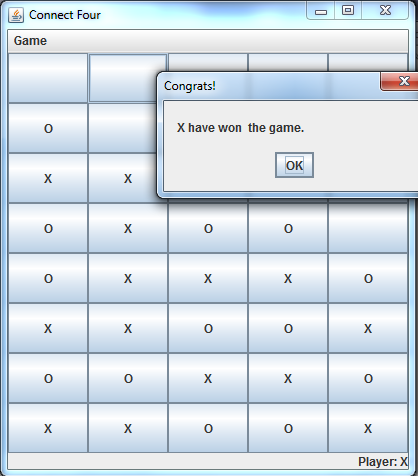 Connect Four
Game
Congrats!
O
X have won  the game.
OK
X X
O X O O
O X X X O
X X O O X
O O X X O
X X O O X
Player: X